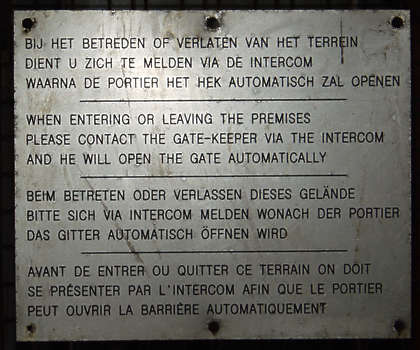 BIJ HET BETREDEN OF VERLATEN VAN HET TERREIN
DIENT U ZICH TE MELDEN VIA DE INTERCOM
WAARNA DE PORTIER HET HEK AUTOMATISCH ZAL OPENEN
WHEN ENTERING OR LEAVING THE PREMISES
PLEASE CONTACT THE GATE-KEEPER VIA THE INTERCOM
AND HE WILL OPEN THE GATE AUTOMATICALLY
BEIM BETRETEN ODER VERLASSEN DIESES GELÄNDE
BITTE SICH VIA INTERCOM MELDEN WONACH DER PORTIER
DAS GITTER AUTOMATISCH ÖFFNEN WIRD
AVANT DE ENTRER OU QUITTER CE TERRAIN ON DOIT
SE PRÉSENTER PAR L'INTERCOM AFIN QUE LE PORTIER
PEUT OUVRIR LA BARRIÈRE AUTOMATIQUEMENT